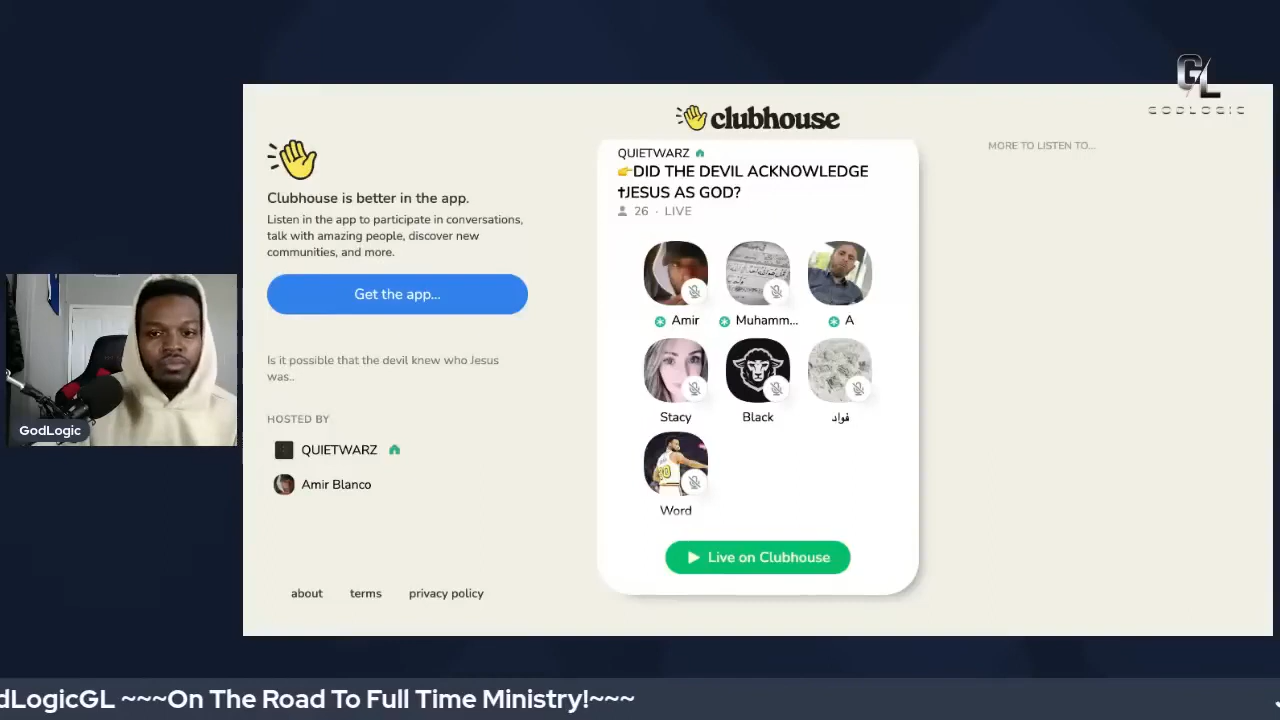 GL
GODLOGIC
clubhouse
Clubhouse is better in the app.
Listen in the app to participate in conversations,
talk with amazing people, discover new
communities, and more.
Get the app...
Is it possible that the devil knew who Jesus
was..
HOSTED BY
QUIETWARZ
Amir Blanco
about terms privacy policy
QUIETWARZ
👉DID THE DEVIL ACKNOWLEDGE
✝JESUS AS GOD?
26 · LIVE
Amir Muhamm... A
Stacy Black فؤاد
Word
Live on Clubhouse
MORE TO LISTEN TO...
GodLogic
dLogicGL ~~~On The Road To Full Time Ministry!~~~